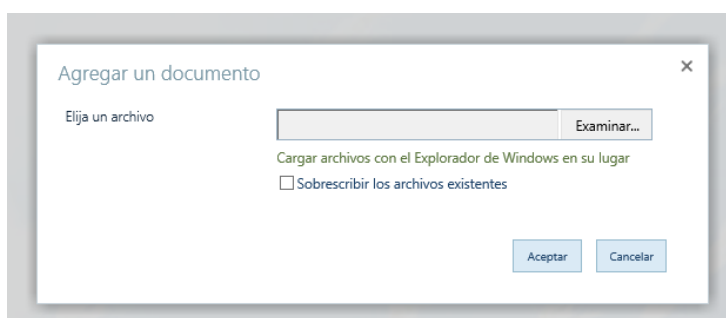 Agregar un documento
×
Elija un archivo
Examinar...
Cargar archivos con el Explorador de Windows en su lugar
Sobrescribir los archivos existentes
Aceptar
Cancelar